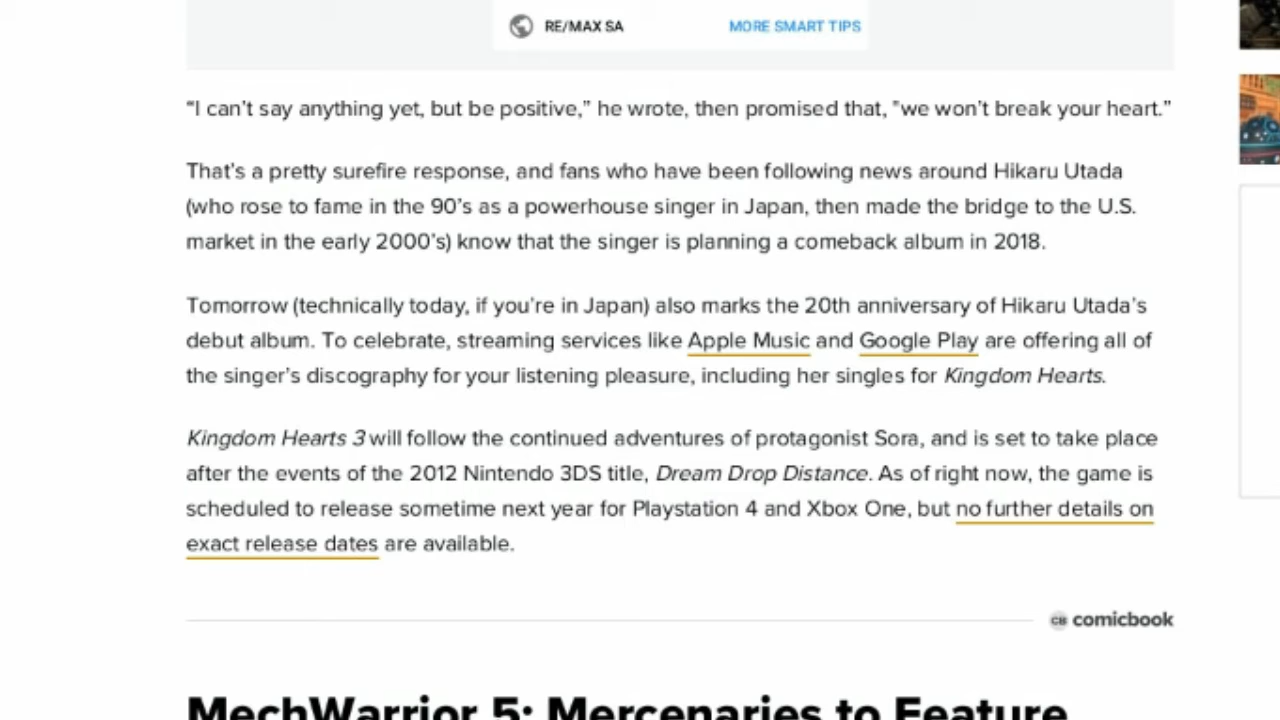 RE/MAX SA
MORE SMART TIPS
“I can’t say anything yet, but be positive,” he wrote, then promised that, "we won’t break your heart.”
That’s a pretty surefire response, and fans who have been following news around Hikaru Utada
(who rose to fame in the 90’s as a powerhouse singer in Japan, then made the bridge to the U.S.
market in the early 2000’s) know that the singer is planning a comeback album in 2018.
Tomorrow (technically today, if you’re in Japan) also marks the 20th anniversary of Hikaru Utada’s
debut album. To celebrate, streaming services like Apple Music and Google Play are offering all of
the singer’s discography for your listening pleasure, including her singles for Kingdom Hearts.
Kingdom Hearts 3 will follow the continued adventures of protagonist Sora, and is set to take place
after the events of the 2012 Nintendo 3DS title, Dream Drop Distance. As of right now, the game is
scheduled to release sometime next year for Playstation 4 and Xbox One, but no further details on
exact release dates are available.
CB comicbook
MechWarrior 5: Mercenaries to Feature